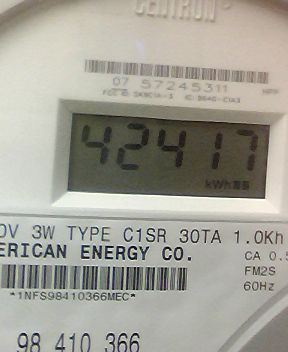 CENTRON
07 57245311
42417
kWh
0V 3W TYPE C1SR 30TA 1.0Kh
ERICAN ENERGY CO.
CA 0.5
FM2S
*1NFS98410366MEC*
60Hz
98 410 366